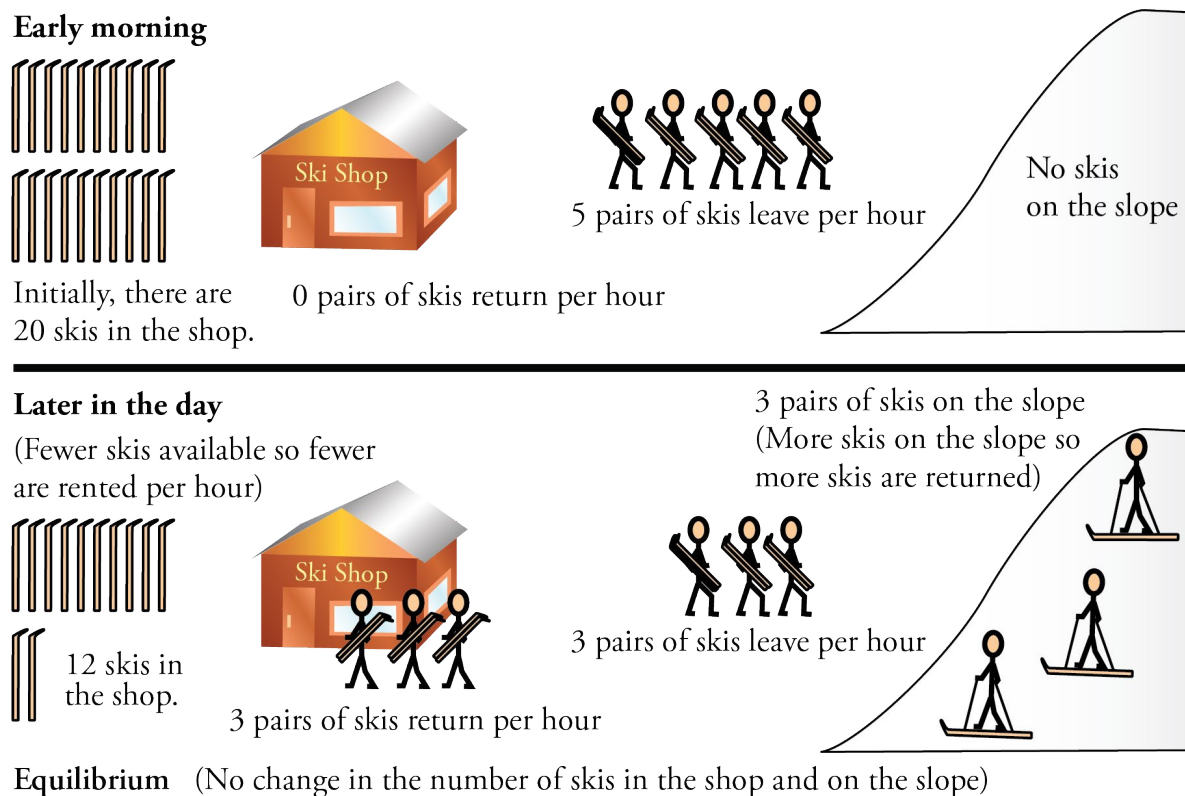 Early morning
Ski Shop
No skis
on the slope
5 pairs of skis leave per hour
Initially, there are
20 skis in the shop.
0 pairs of skis return per hour
Later in the day
(Fewer skis available so fewer
are rented per hour)
3 pairs of skis on the slope
(More skis on the slope so
more skis are returned)
Ski Shop
3 pairs of skis leave per hour
12 skis in
the shop.
3 pairs of skis return per hour
Equilibrium (No change in the number of skis in the shop and on the slope)